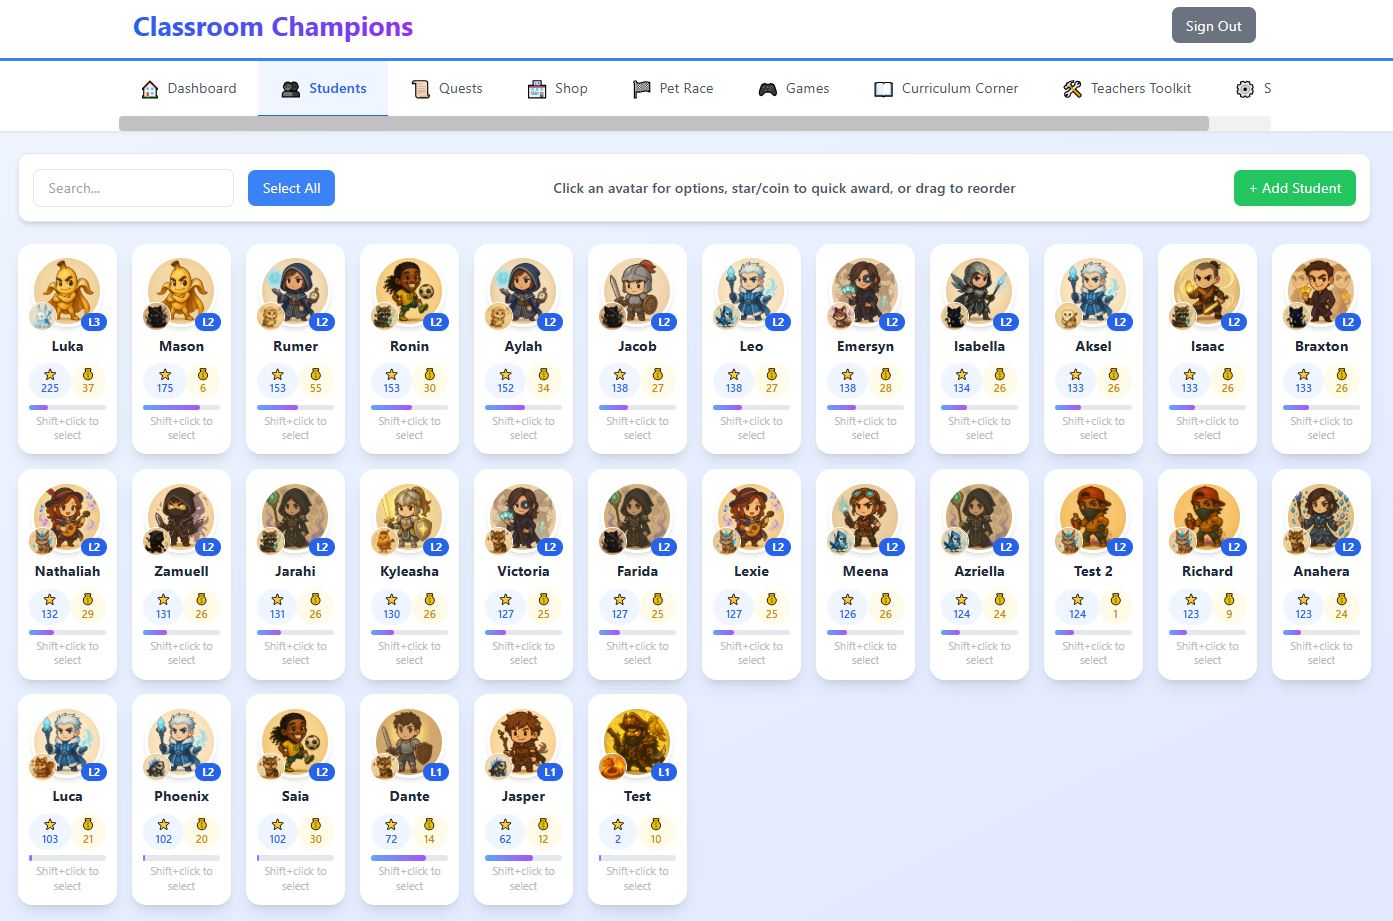 Classroom Champions
Sign Out
Dashboard Students Quests Shop Pet Race Games Curriculum Corner Teachers Toolkit S
Search...
Select All
Click an avatar for options, star/coin to quick award, or drag to reorder
+ Add Student
L3 L2 L2 L2 L2 L2 L2 L2 L2 L2 L2 L2
Luka Mason Rumer Ronin Aylah Jacob Leo Emersyn Isabella Aksel Isaac Braxton
225 37 175 6 153 55 153 30 152 34 138 27 138 27 138 28 134 26 133 26 133 26 133 26
Shift+click to Shift+click to Shift+click to Shift+click to Shift+click to Shift+click to Shift+click to Shift+click to Shift+click to Shift+click to Shift+click to Shift+click to
select select select select select select select select select select select select
L2 L2 L2 L2 L2 L2 L2 L2 L2 L2 L2 L2
Nathaliah Zamuell Jarahi Kyleasha Victoria Farida Lexie Meena Azriella Test 2 Richard Anahera
132 29 131 26 131 26 130 26 127 25 127 25 127 25 126 26 124 24 124 1 123 9 123 24
Shift+click to Shift+click to Shift+click to Shift+click to Shift+click to Shift+click to Shift+click to Shift+click to Shift+click to Shift+click to Shift+click to Shift+click to
select select select select select select select select select select select select
L2 L2 L2 L1 L1 L1
Luca Phoenix Saia Dante Jasper Test
103 21 102 20 102 30 72 14 62 12 2 10
Shift+click to Shift+click to Shift+click to Shift+click to Shift+click to Shift+click to
select select select select select select